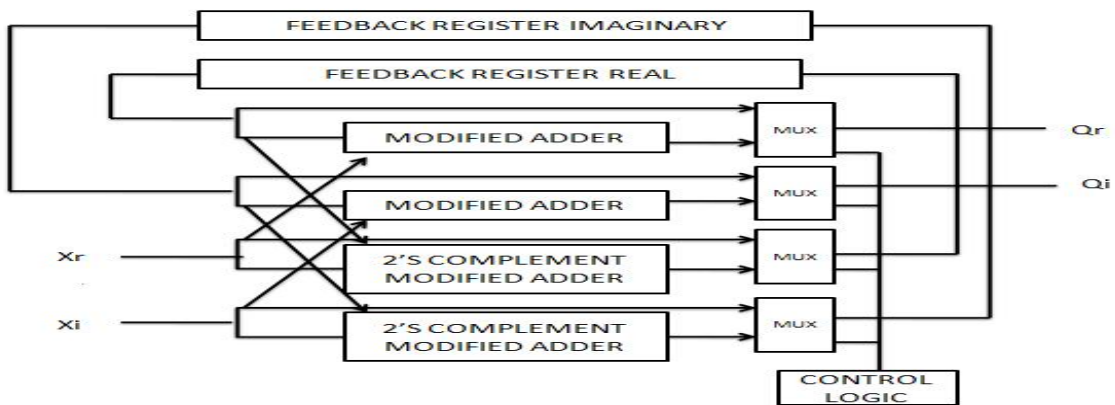 FEEDBACK REGISTER IMAGINARY
FEEDBACK REGISTER REAL
MODIFIED ADDER
MUX
Qr
MODIFIED ADDER
MUX
Qi
Xr
2'S COMPLEMENT
MODIFIED ADDER
MUX
Xi
2'S COMPLEMENT
MODIFIED ADDER
MUX
CONTROL
LOGIC